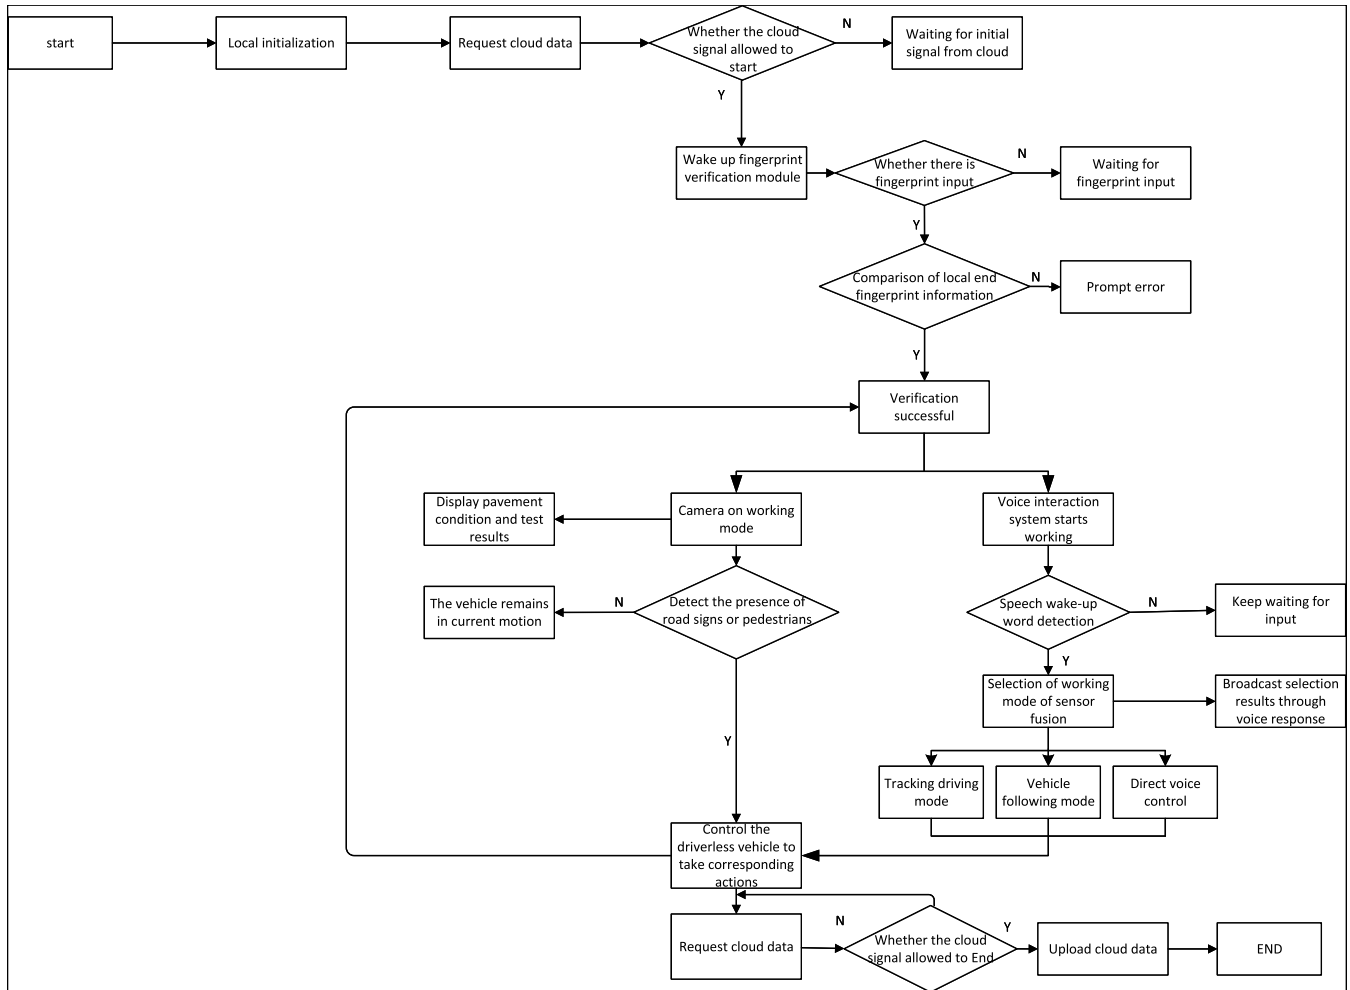 start
Local initialization
Request cloud data
Whether the cloud
signal allowed to
start
N
Waiting for initial
signal from cloud
Y
Wake up fingerprint
verification module
Whether there is
fingerprint input
N
Waiting for
fingerprint input
Y
Comparison of local end
fingerprint information
N
Prompt error
Y
Verification
successful
Display pavement
condition and test
results
Camera on working
mode
Voice interaction
system starts
working
The vehicle remains
in current motion
N
Detect the presence of
road signs or pedestrians
Speech wake-up
word detection
N
Keep waiting for
input
Y
Selection of working
mode of sensor
fusion
Broadcast selection
results through
voice response
Y
Tracking driving
mode
Vehicle
following mode
Direct voice
control
Control the
driverless vehicle to
take corresponding
actions
Request cloud data
N
Whether the cloud
signal allowed to End
Y
Upload cloud data
END